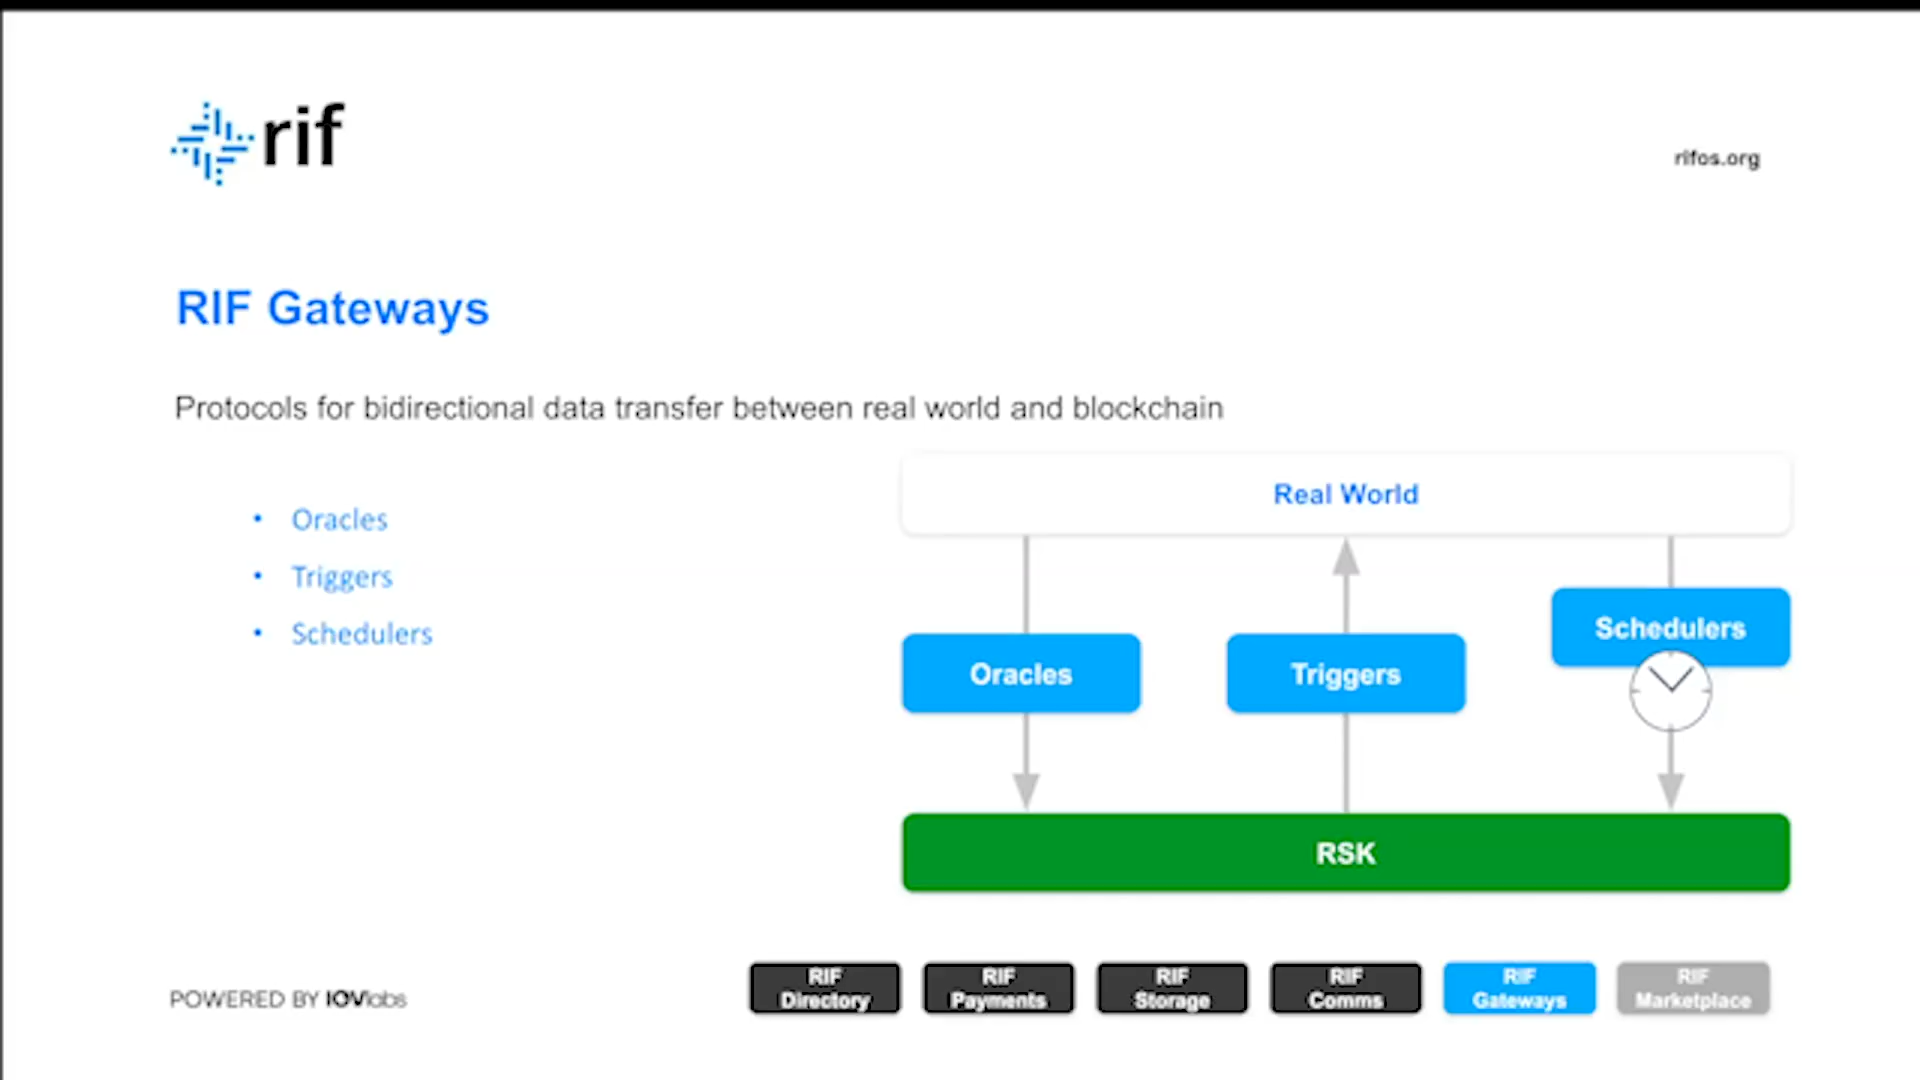 rif
rifos.org
RIF Gateways
Protocols for bidirectional data transfer between real world and blockchain
• Oracles
• Triggers
• Schedulers
Real World
Schedulers
Oracles
Triggers
RSK
POWERED BY IOVlabs
RIF
Directory
RIF
Payments
RIF
Storage
RIF
Comms
RIF
Gateways
RIF
Marketplace